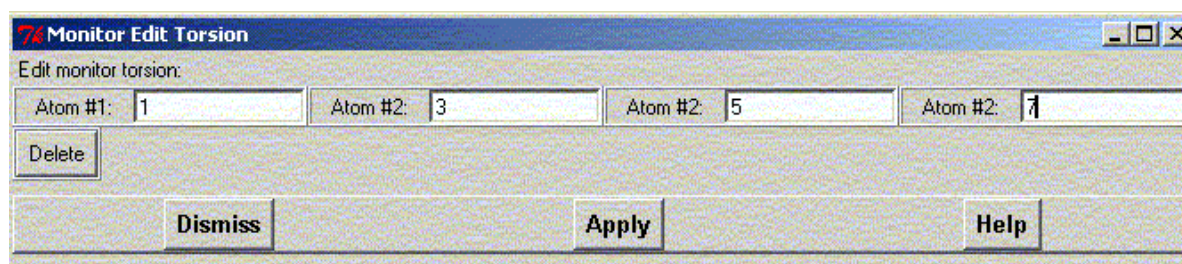 Monitor Edit Torsion
Edit monitor torsion:
Atom #1: 1 Atom #2: 3 Atom #2: 5 Atom #2: 7
Delete
Dismiss Apply Help